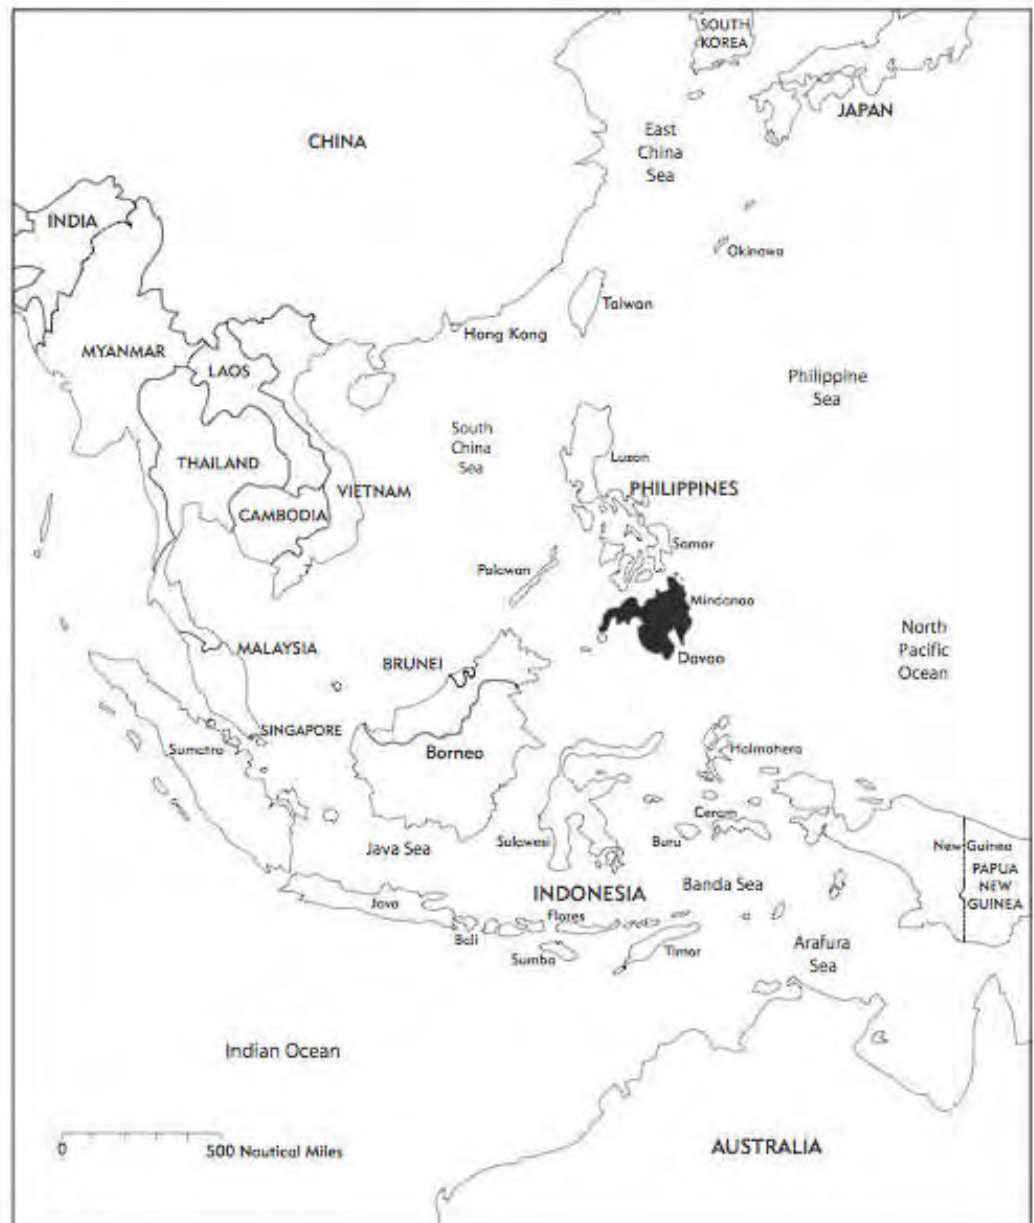 SOUTH
KOREA
JAPAN
CHINA
East
China
Sea
INDIA
Okinawa
Taiwan
Hong Kong
MYANMAR
LAOS
Philippine
Sea
South
China
Sea
Luzon
THAILAND
PHILIPPINES
VIETNAM
CAMBODIA
Samar
Palawan
Mindanao
North
Pacific
Ocean
MALAYSIA
BRUNEI
Davao
SINGAPORE
Sumatra
Borneo
Halmahera
Ceram
Java Sea
Sulawesi
Buru
New Guinea
PAPUA
NEW
GUINEA
Banda Sea
INDONESIA
Java
Flores
Bali
Sumba
Timor
Arafura
Sea
Indian Ocean
0
500 Nautical Miles
AUSTRALIA